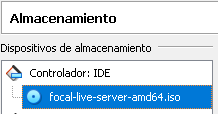 Almacenamiento
Dispositivos de almacenamiento
Controlador: IDE
focal-live-server-amd64.iso